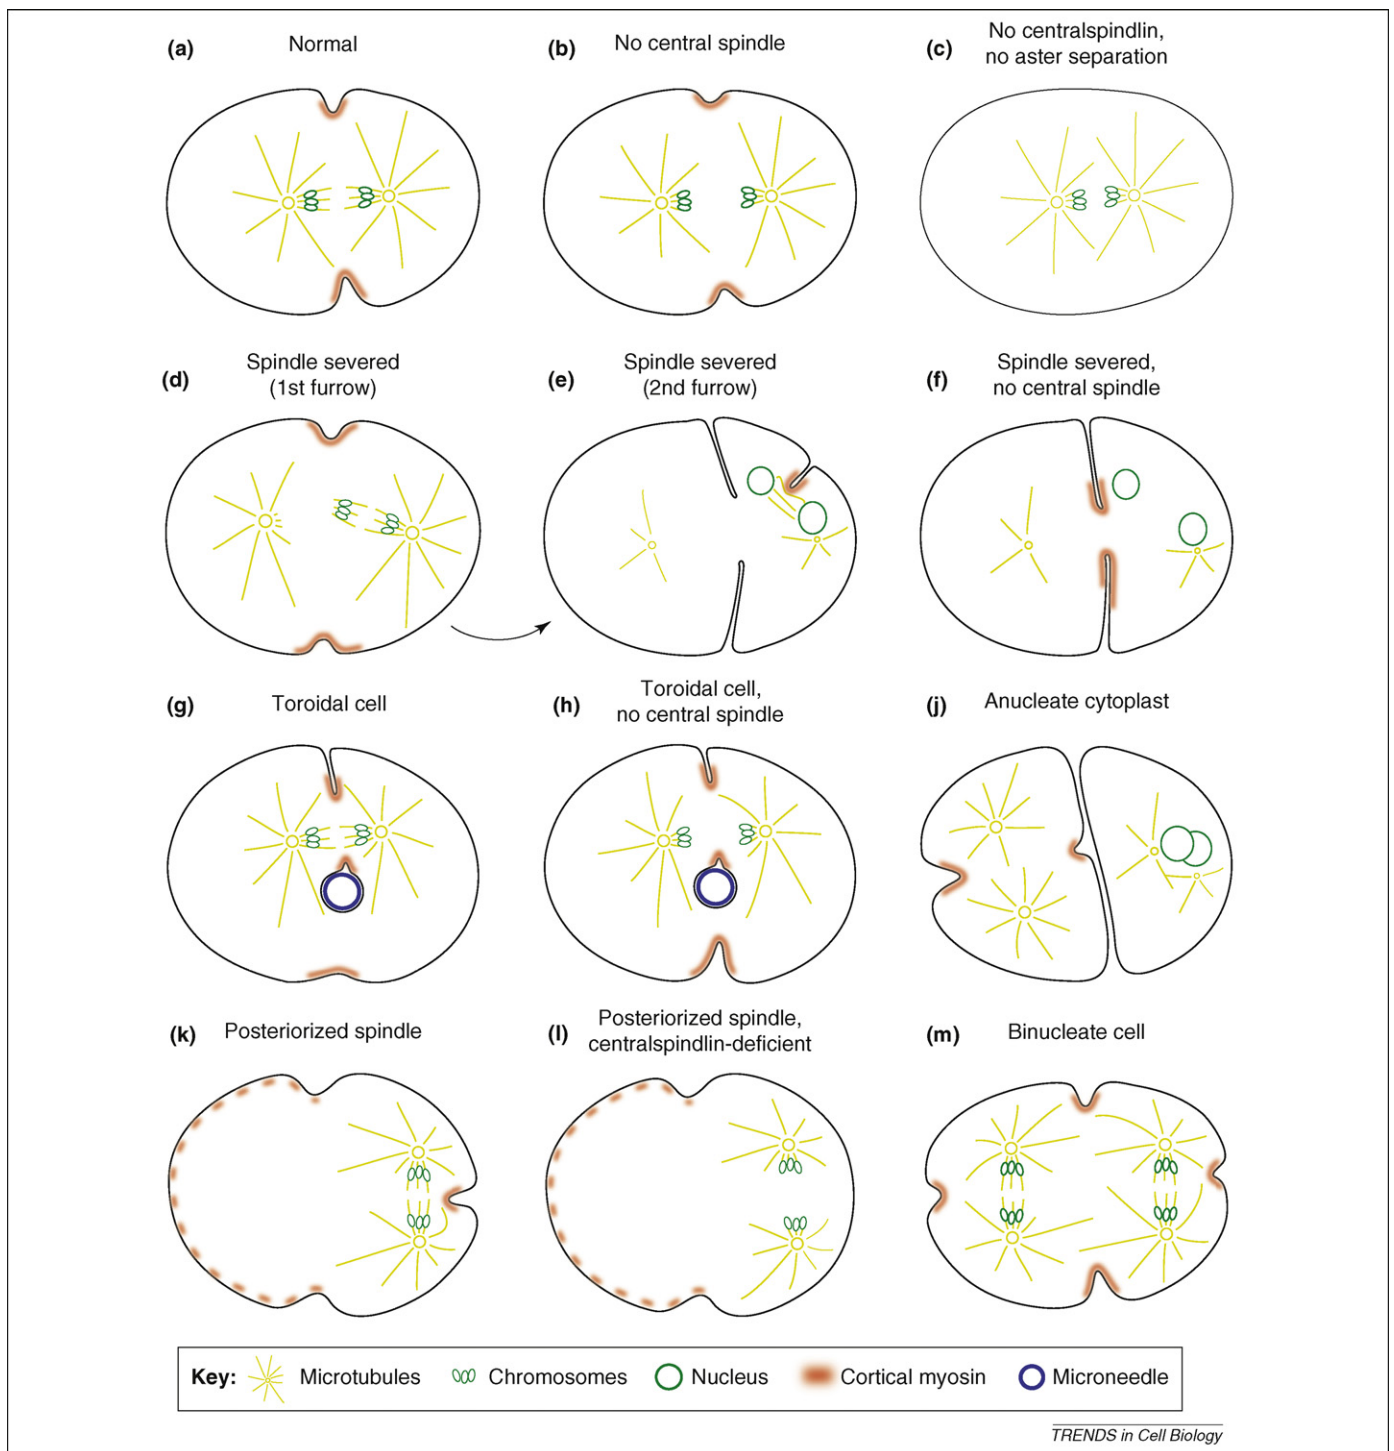 (a) Normal
(b) No central spindle
(c) No centralspindlin,
no aster separation
(d) Spindle severed
(1st furrow)
(e) Spindle severed
(2nd furrow)
(f) Spindle severed,
no central spindle
(g) Toroidal cell
(h) Toroidal cell,
no central spindle
(j) Anucleate cytoplast
(k) Posteriorized spindle
(l) Posteriorized spindle,
centralspindlin-deficient
(m) Binucleate cell
Key: Microtubules Chromosomes Nucleus Cortical myosin Microneedle
TRENDS in Cell Biology